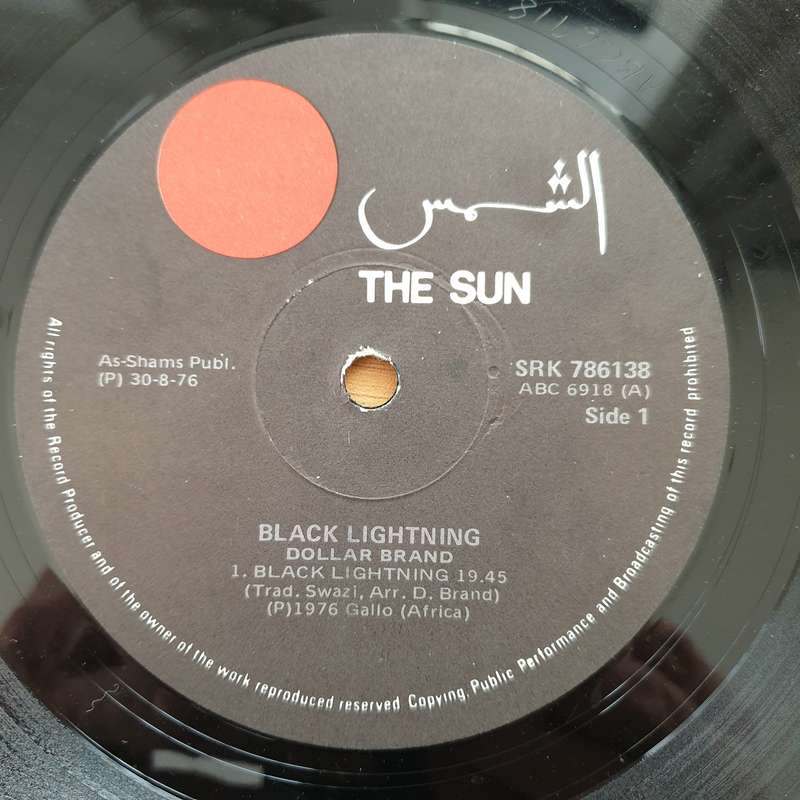 الشمس
THE SUN
As-Shams Publ.
(P) 30-8-76
SRK 786138
ABC 6918 (A)
Side 1
BLACK LIGHTNING
DOLLAR BRAND
1. BLACK LIGHTNING 19.45
(Trad. Swazi, Arr. D. Brand)
(P)1976 Gallo (Africa)
All rights of the Record Producer and of the owner of the work reproduced reserved Copying, Public Performance and Broadcasting of this record prohibited